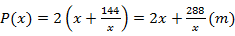 P(x) = 2 (x + 144/x) = 2x + 288/x (m)